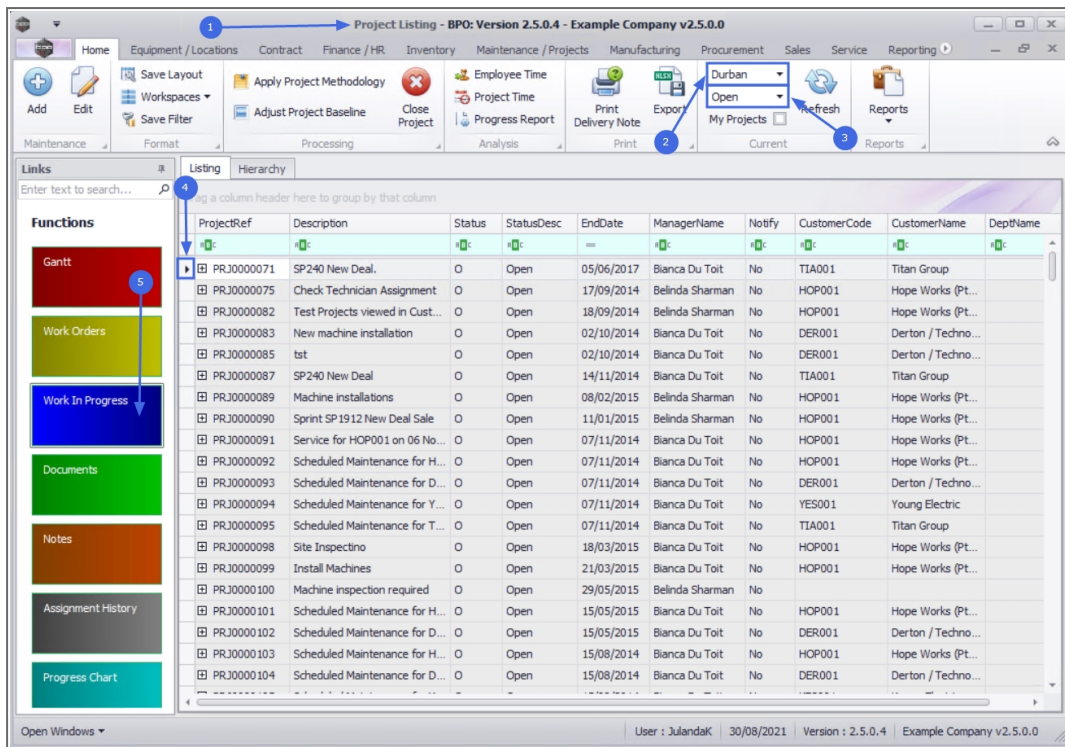 1
Project Listing - BPO: Version 2.5.0.4 - Example Company v2.5.0.0
Home Equipment / Locations Contract Finance / HR Inventory Maintenance / Projects Manufacturing Procurement Sales Service Reporting
Add Edit
Save Layout
Workspaces
Save Filter
Apply Project Methodology
Adjust Project Baseline
Close Project
Employee Time
Project Time
Progress Report
Print Delivery Note
Export
Durban
Open
My Projects
2
3
Refresh
Reports
Maintenance Format Processing Analysis Print Current Reports
Links
Enter text to search...
Listing Hierarchy
4
ag a column header here to group by that column
Functions
Gantt
5
Work Orders
Work In Progress
Documents
Notes
Assignment History
Progress Chart
ProjectRef Description Status StatusDesc EndDate ManagerName Notify CustomerCode CustomerName DeptName
PRJ0000071 SP240 New Deal. O Open 05/06/2017 Bianca Du Toit No TIA001 Titan Group
PRJ0000075 Check Technician Assignment O Open 17/09/2014 Belinda Sharman No HOP001 Hope Works (Pt...
PRJ0000082 Test Projects viewed in Cust... O Open 18/09/2014 Belinda Sharman No HOP001 Hope Works (Pt...
PRJ0000083 New machine installation O Open 02/10/2014 Bianca Du Toit No DER001 Derton / Techno...
PRJ0000085 tst O Open 02/10/2014 Bianca Du Toit No DER001 Derton / Techno...
PRJ0000087 SP240 New Deal O Open 14/11/2014 Bianca Du Toit No TIA001 Titan Group
PRJ0000089 Machine installations O Open 08/02/2015 Belinda Sharman No HOP001 Hope Works (Pt...
PRJ0000090 Sprint SP1912 New Deal Sale O Open 11/01/2015 Belinda Sharman No HOP001 Hope Works (Pt...
PRJ0000091 Service for HOP001 on 06 No... O Open 07/11/2014 Bianca Du Toit No HOP001 Hope Works (Pt...
PRJ0000092 Scheduled Maintenance for H... O Open 07/11/2014 Bianca Du Toit No HOP001 Hope Works (Pt...
PRJ0000093 Scheduled Maintenance for D... O Open 07/11/2014 Bianca Du Toit No DER001 Derton / Techno...
PRJ0000094 Scheduled Maintenance for Y... O Open 07/11/2014 Bianca Du Toit No YES001 Young Electric
PRJ0000095 Scheduled Maintenance for T... O Open 07/11/2014 Bianca Du Toit No TIA001 Titan Group
PRJ0000098 Site Inspectino O Open 18/03/2015 Bianca Du Toit No HOP001 Hope Works (Pt...
PRJ0000099 Install Machines O Open 21/03/2015 Bianca Du Toit No HOP001 Hope Works (Pt...
PRJ0000100 Machine inspection required O Open 29/05/2015 Belinda Sharman No
PRJ0000101 Scheduled Maintenance for H... O Open 15/05/2015 Bianca Du Toit No HOP001 Hope Works (Pt...
PRJ0000102 Scheduled Maintenance for D... O Open 15/05/2015 Bianca Du Toit No DER001 Derton / Techno...
PRJ0000103 Scheduled Maintenance for H... O Open 15/08/2014 Bianca Du Toit No HOP001 Hope Works (Pt...
PRJ0000104 Scheduled Maintenance for D... O Open 15/08/2014 Bianca Du Toit No DER001 Derton / Techno...
Open Windows
User : JulandaK 30/08/2021 Version : 2.5.0.4 Example Company v2.5.0.0